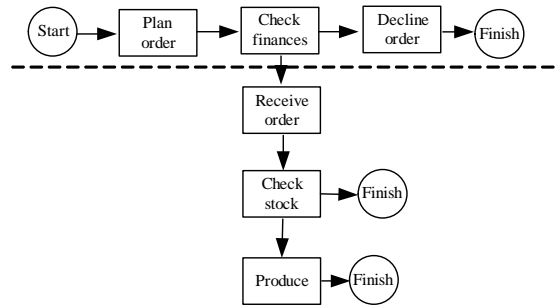 Start
Plan
order
Check
finances
Decline
order
Finish
Receive
order
Check
stock
Finish
Produce
Finish